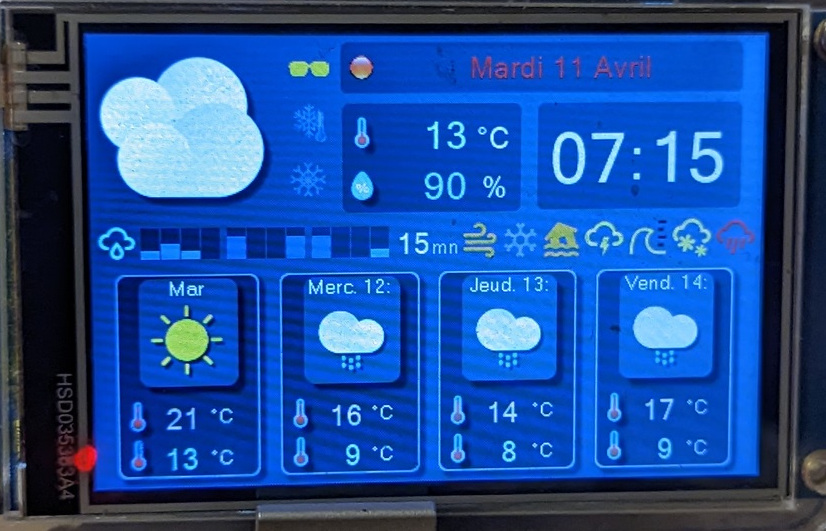 Mardi 11 Avril
13 °C
90 %
07:15
%
15mn
Mar
Merc. 12:
Jeud. 13:
Vend. 14:
21 °C
13 °C
16 °C
9 °C
14 °C
8 °C
17 °C
9 °C